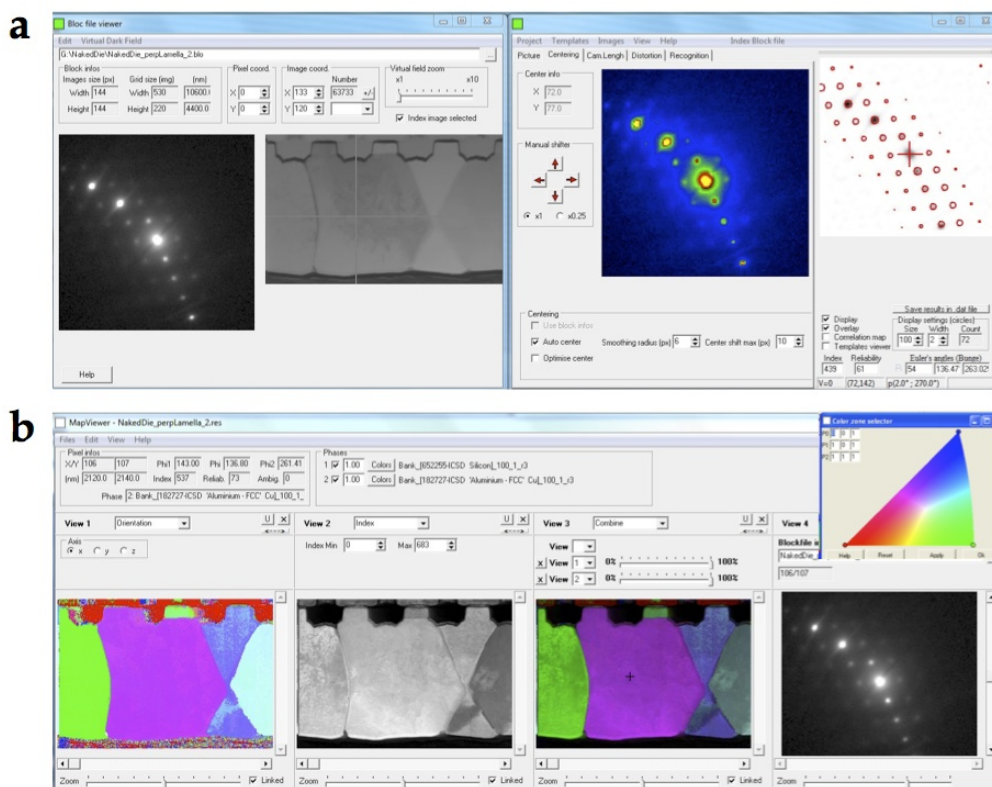 a
Bloc file viewer
Edit Virtual Dark Field
G:\NakedDie\NakedDie_perpLamella_2.blo ...
Block infos Pixel coord. Image coord. Virtual field zoom
Images size (px) Grid size (img) (nm) Number x1 x10
Width 144 Width 530 10600.( X 0 X 133 63733 +/-
Height 144 Height 220 4400.0 Y 0 Y 120
Index image selected
Help
Project Templates Images View Help Index Block file
Picture Centering Cam.Lengh Distortion Recognition
Center info
X 72.0
Y 77.0
Manual shifter
x1 x0.25
Centering
Use block infos
Auto center Smoothing radius (px) 6 Center shift max (px) 10
Optimise center
Save results in .dat file
Display Display settings (circles)
Overlay Size Width Count
Correlation map 100 2 72
Templates viewer
Index Reliability Euler's angles (Bunge)
439 61 54 136.47 263.02
V=0 (72,142) p(2.0° ; 270.0°)
b
MapViewer - NakedDie_perpLamella_2.res
Files Edit View Help
Pixel infos Phases
X/Y 106 107 Phi1 143.00 Phi 136.80 Phi2 261.41 1 1.00 Colors Bank_[652255-ICSD Silicon]_100_1_r3
(nm) 2120.0 2140.0 Index 537 Reliab. 73 Ambig. 0 2 1.00 Colors Bank_[182727-ICSD 'Aluminium - FCC' Cu]_100_1_r3
Phase 2: Bank_[182727-ICSD 'Aluminium - FCC' Cu]_100_1_
Color zone selector
P0 0 1
P1 1 0 1
P2 1 1 1
Help Reset Apply Ok
View 1 Orientation U X View 2 Index U X View 3 Combine U X View 4
Axis
x y z
Index Min 0 Max 683
View
X View 1 0% 100%
X View 2 0% 100%
Blockfile i
NakedDie_
106/107
Zoom Linked Zoom Linked Zoom Linked Zoom